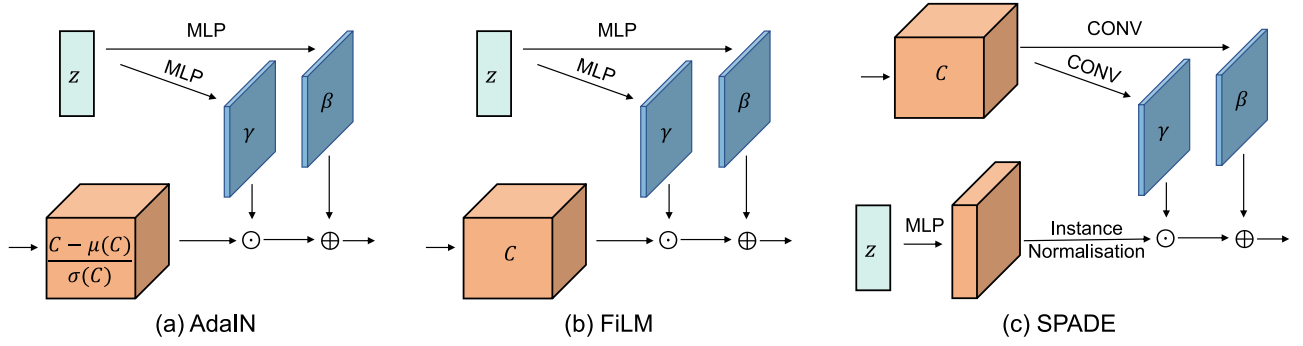 MLP
z
MLP
γ
β
C − μ(C)
σ(C)
(a) AdaIN
MLP
z
MLP
γ
β
C
(b) FiLM
CONV
C
CONV
γ
β
z
MLP
Instance
Normalisation
(c) SPADE